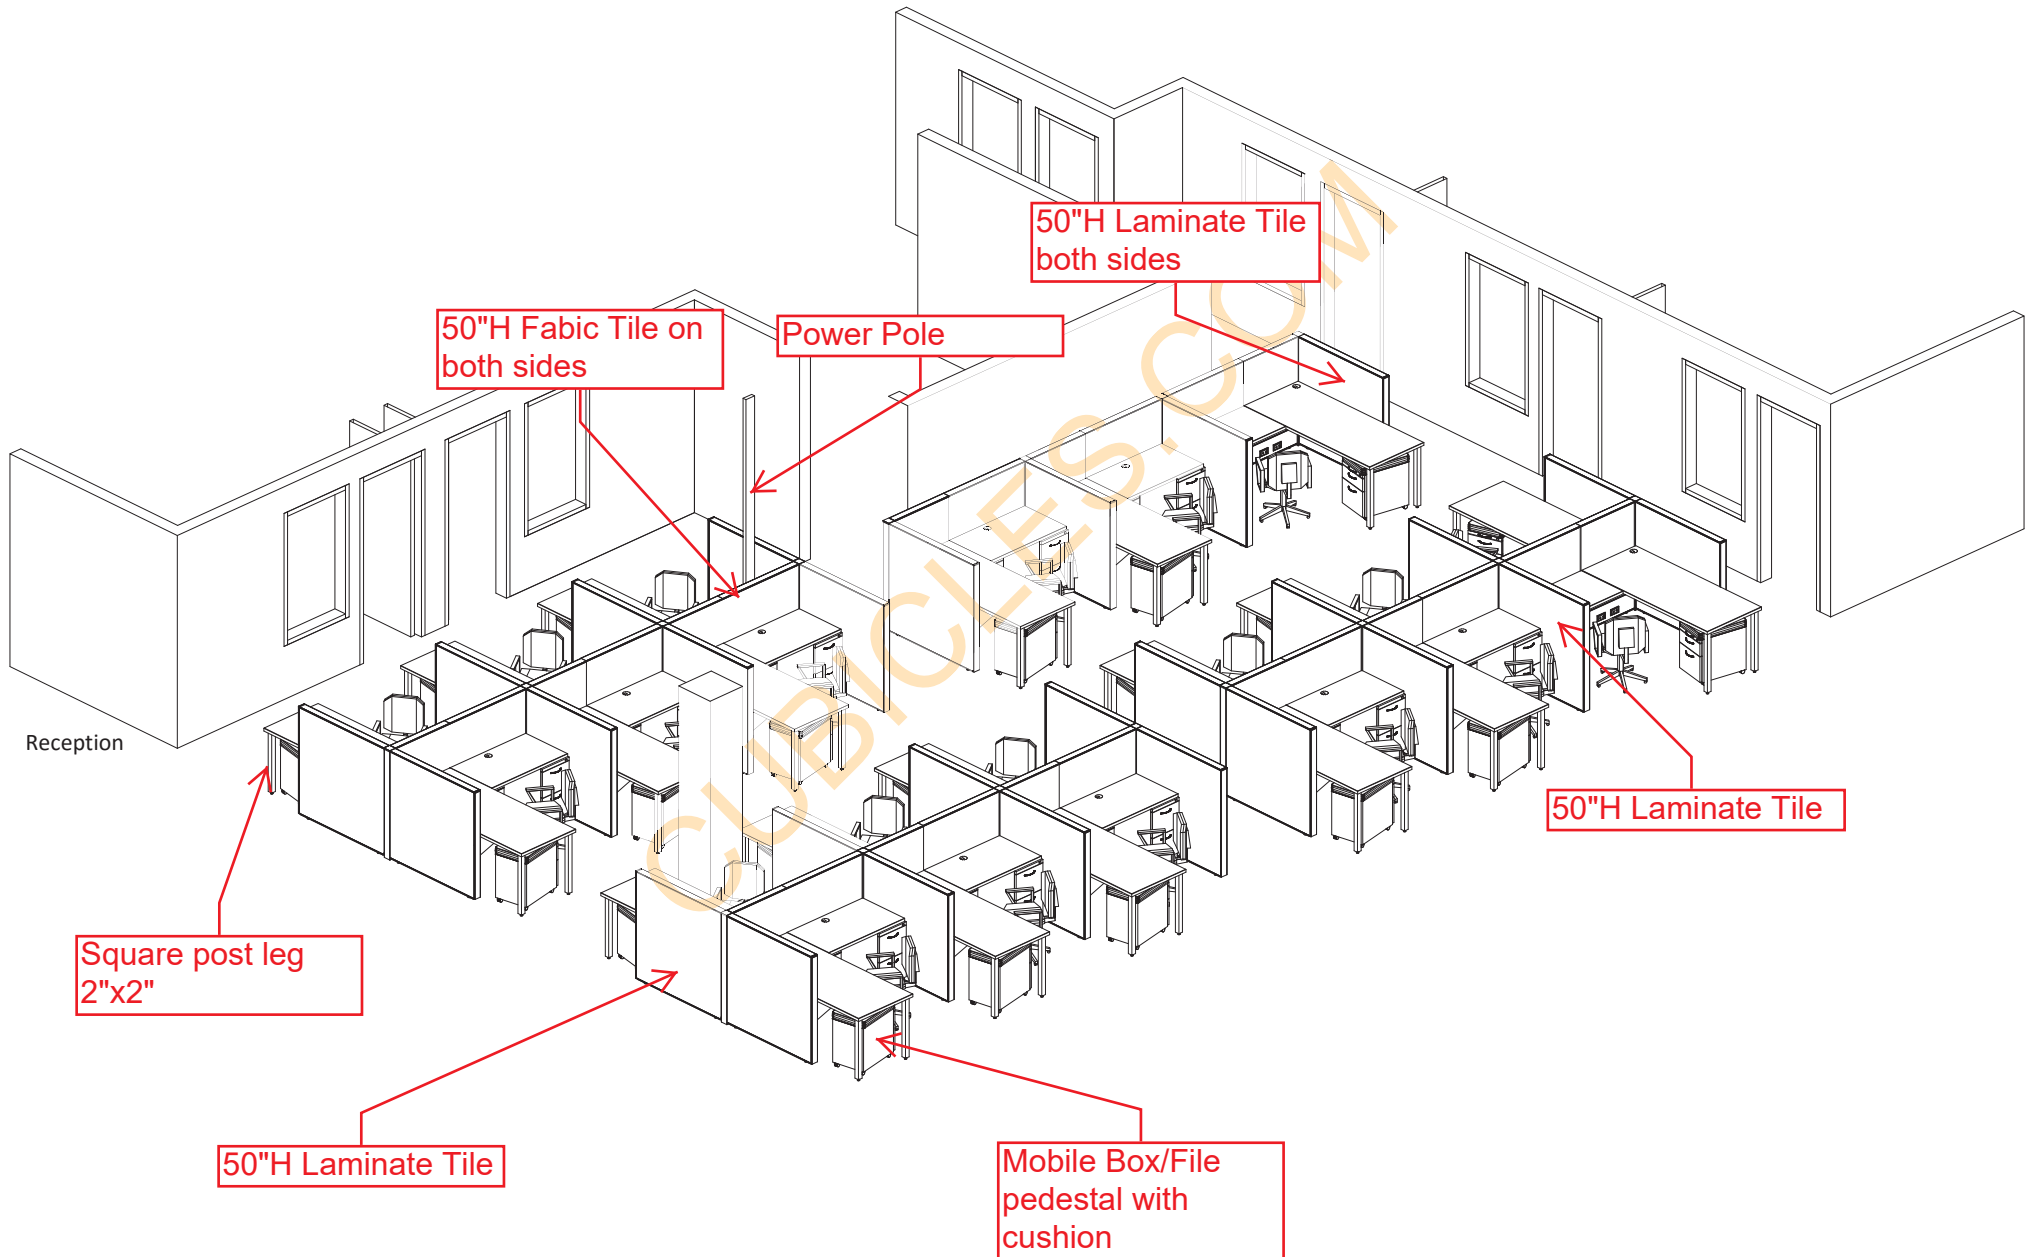 50"H Laminate Tile
both sides
50"H Fabic Tile on
both sides
Power Pole
CUBICLES.COM
Reception
50"H Laminate Tile
Square post leg
2"x2"
50"H Laminate Tile
Mobile Box/File
pedestal with
cushion